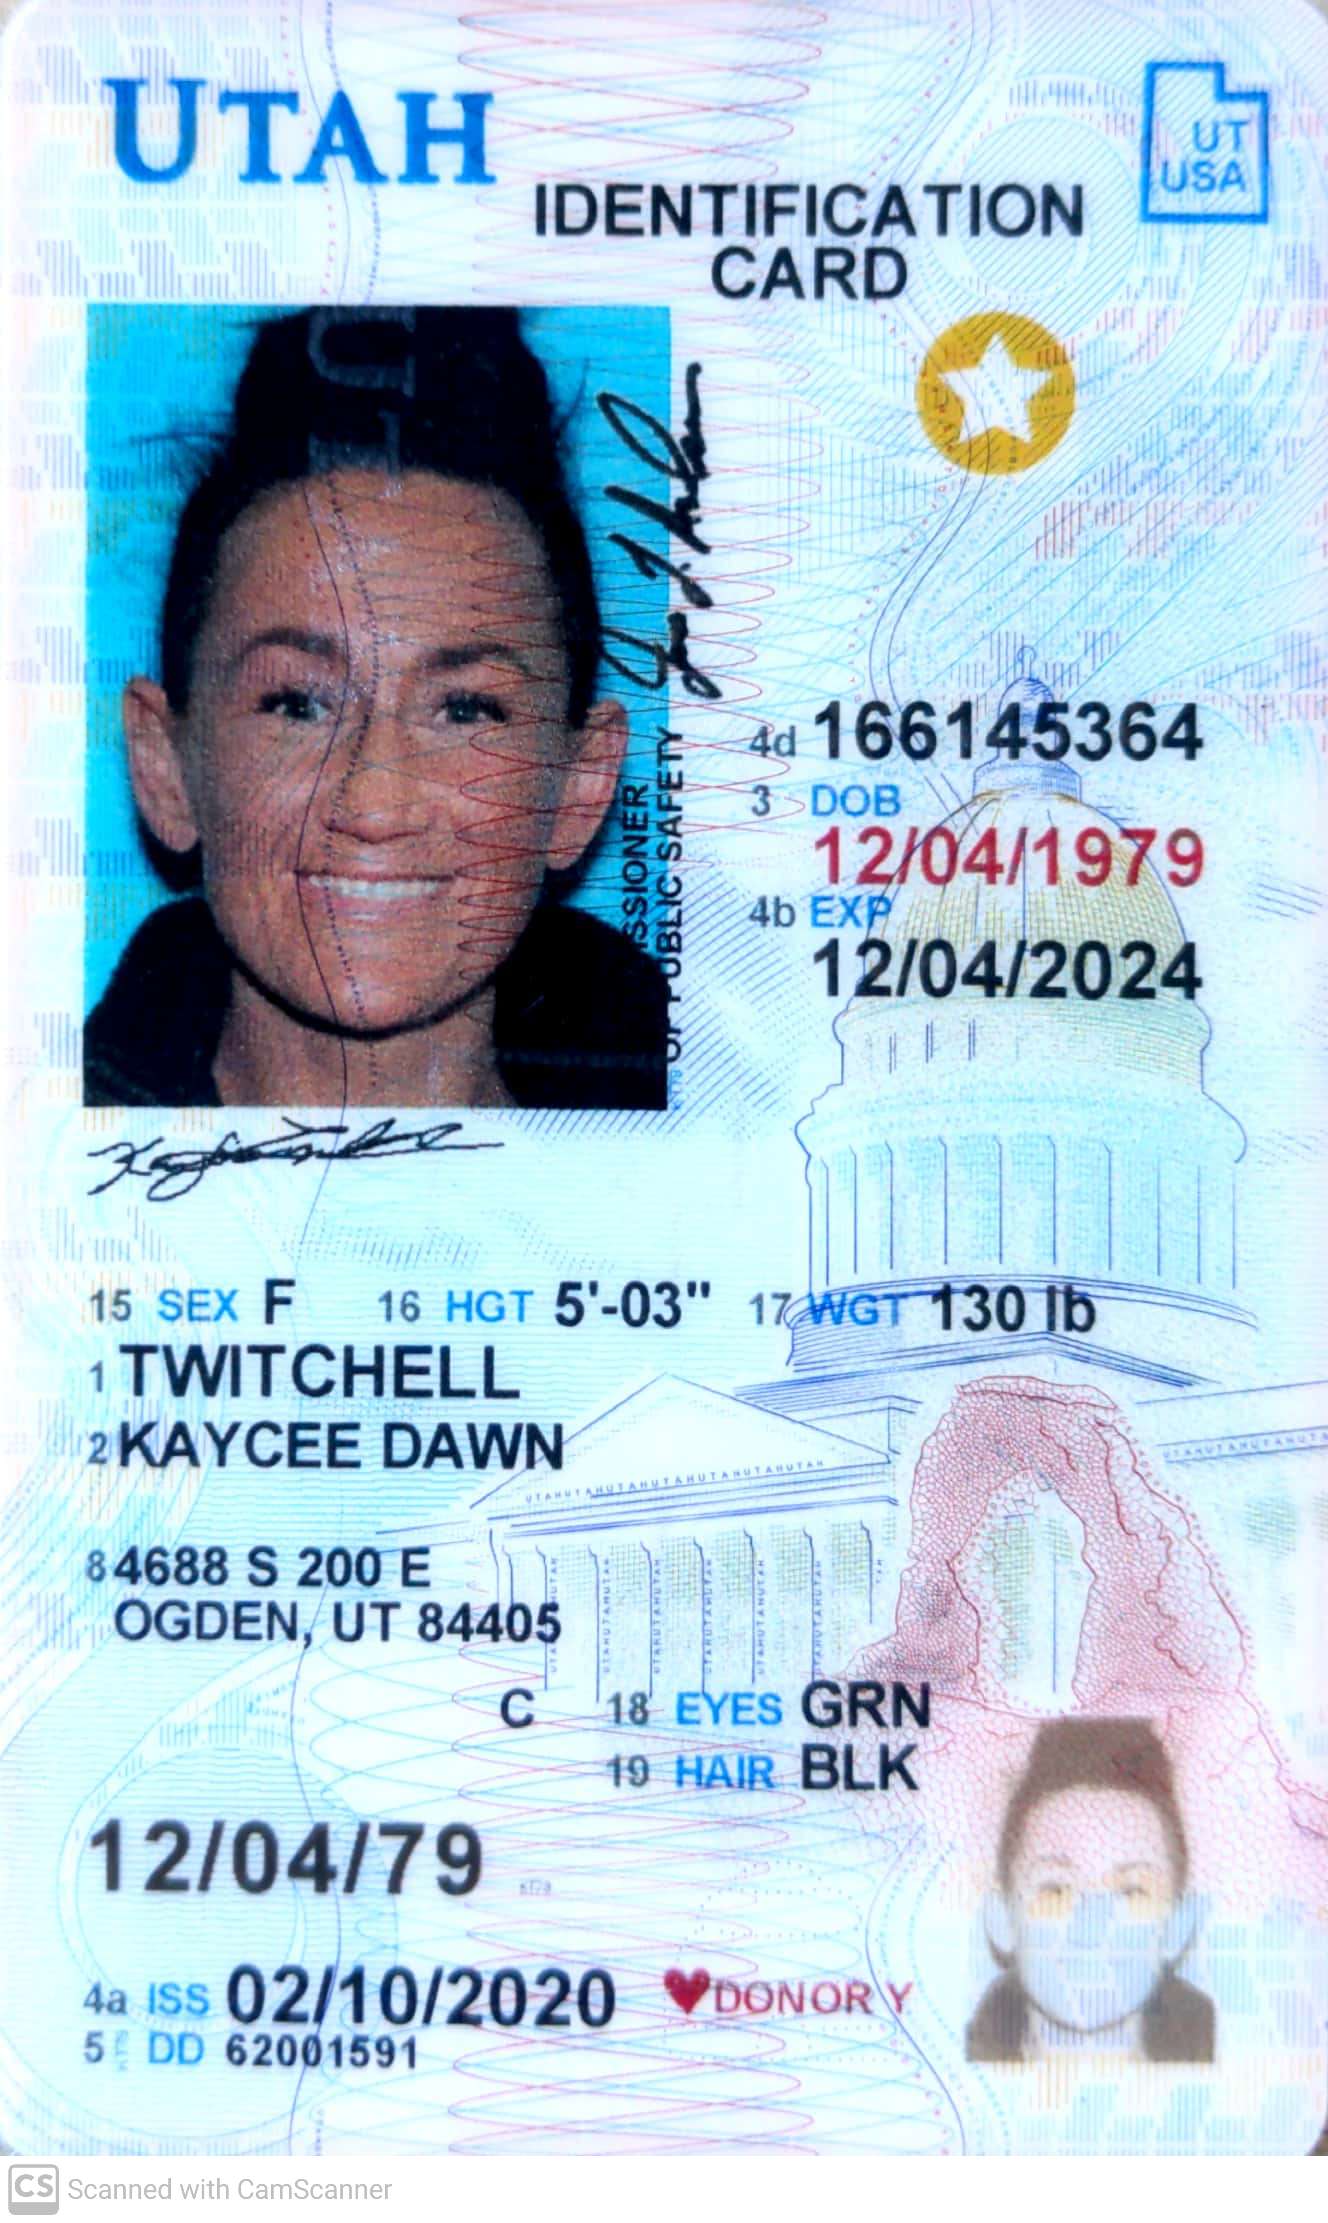 UTAH
UT
USA
IDENTIFICATION
CARD
4d 166145364
3 DOB
12/04/1979
4b EXP
12/04/2024
OF PUBLIC SAFETY
15 SEX F 16 HGT 5'-03" 17 WGT 130 lb
1 TWITCHELL
2 KAYCEE DAWN
8 4688 S 200 E
OGDEN, UT 84405
C 18 EYES GRN
19 HAIR BLK
12/04/79
4a ISS 02/10/2020 DONOR Y
5 DD 62001591
CS Scanned with CamScanner